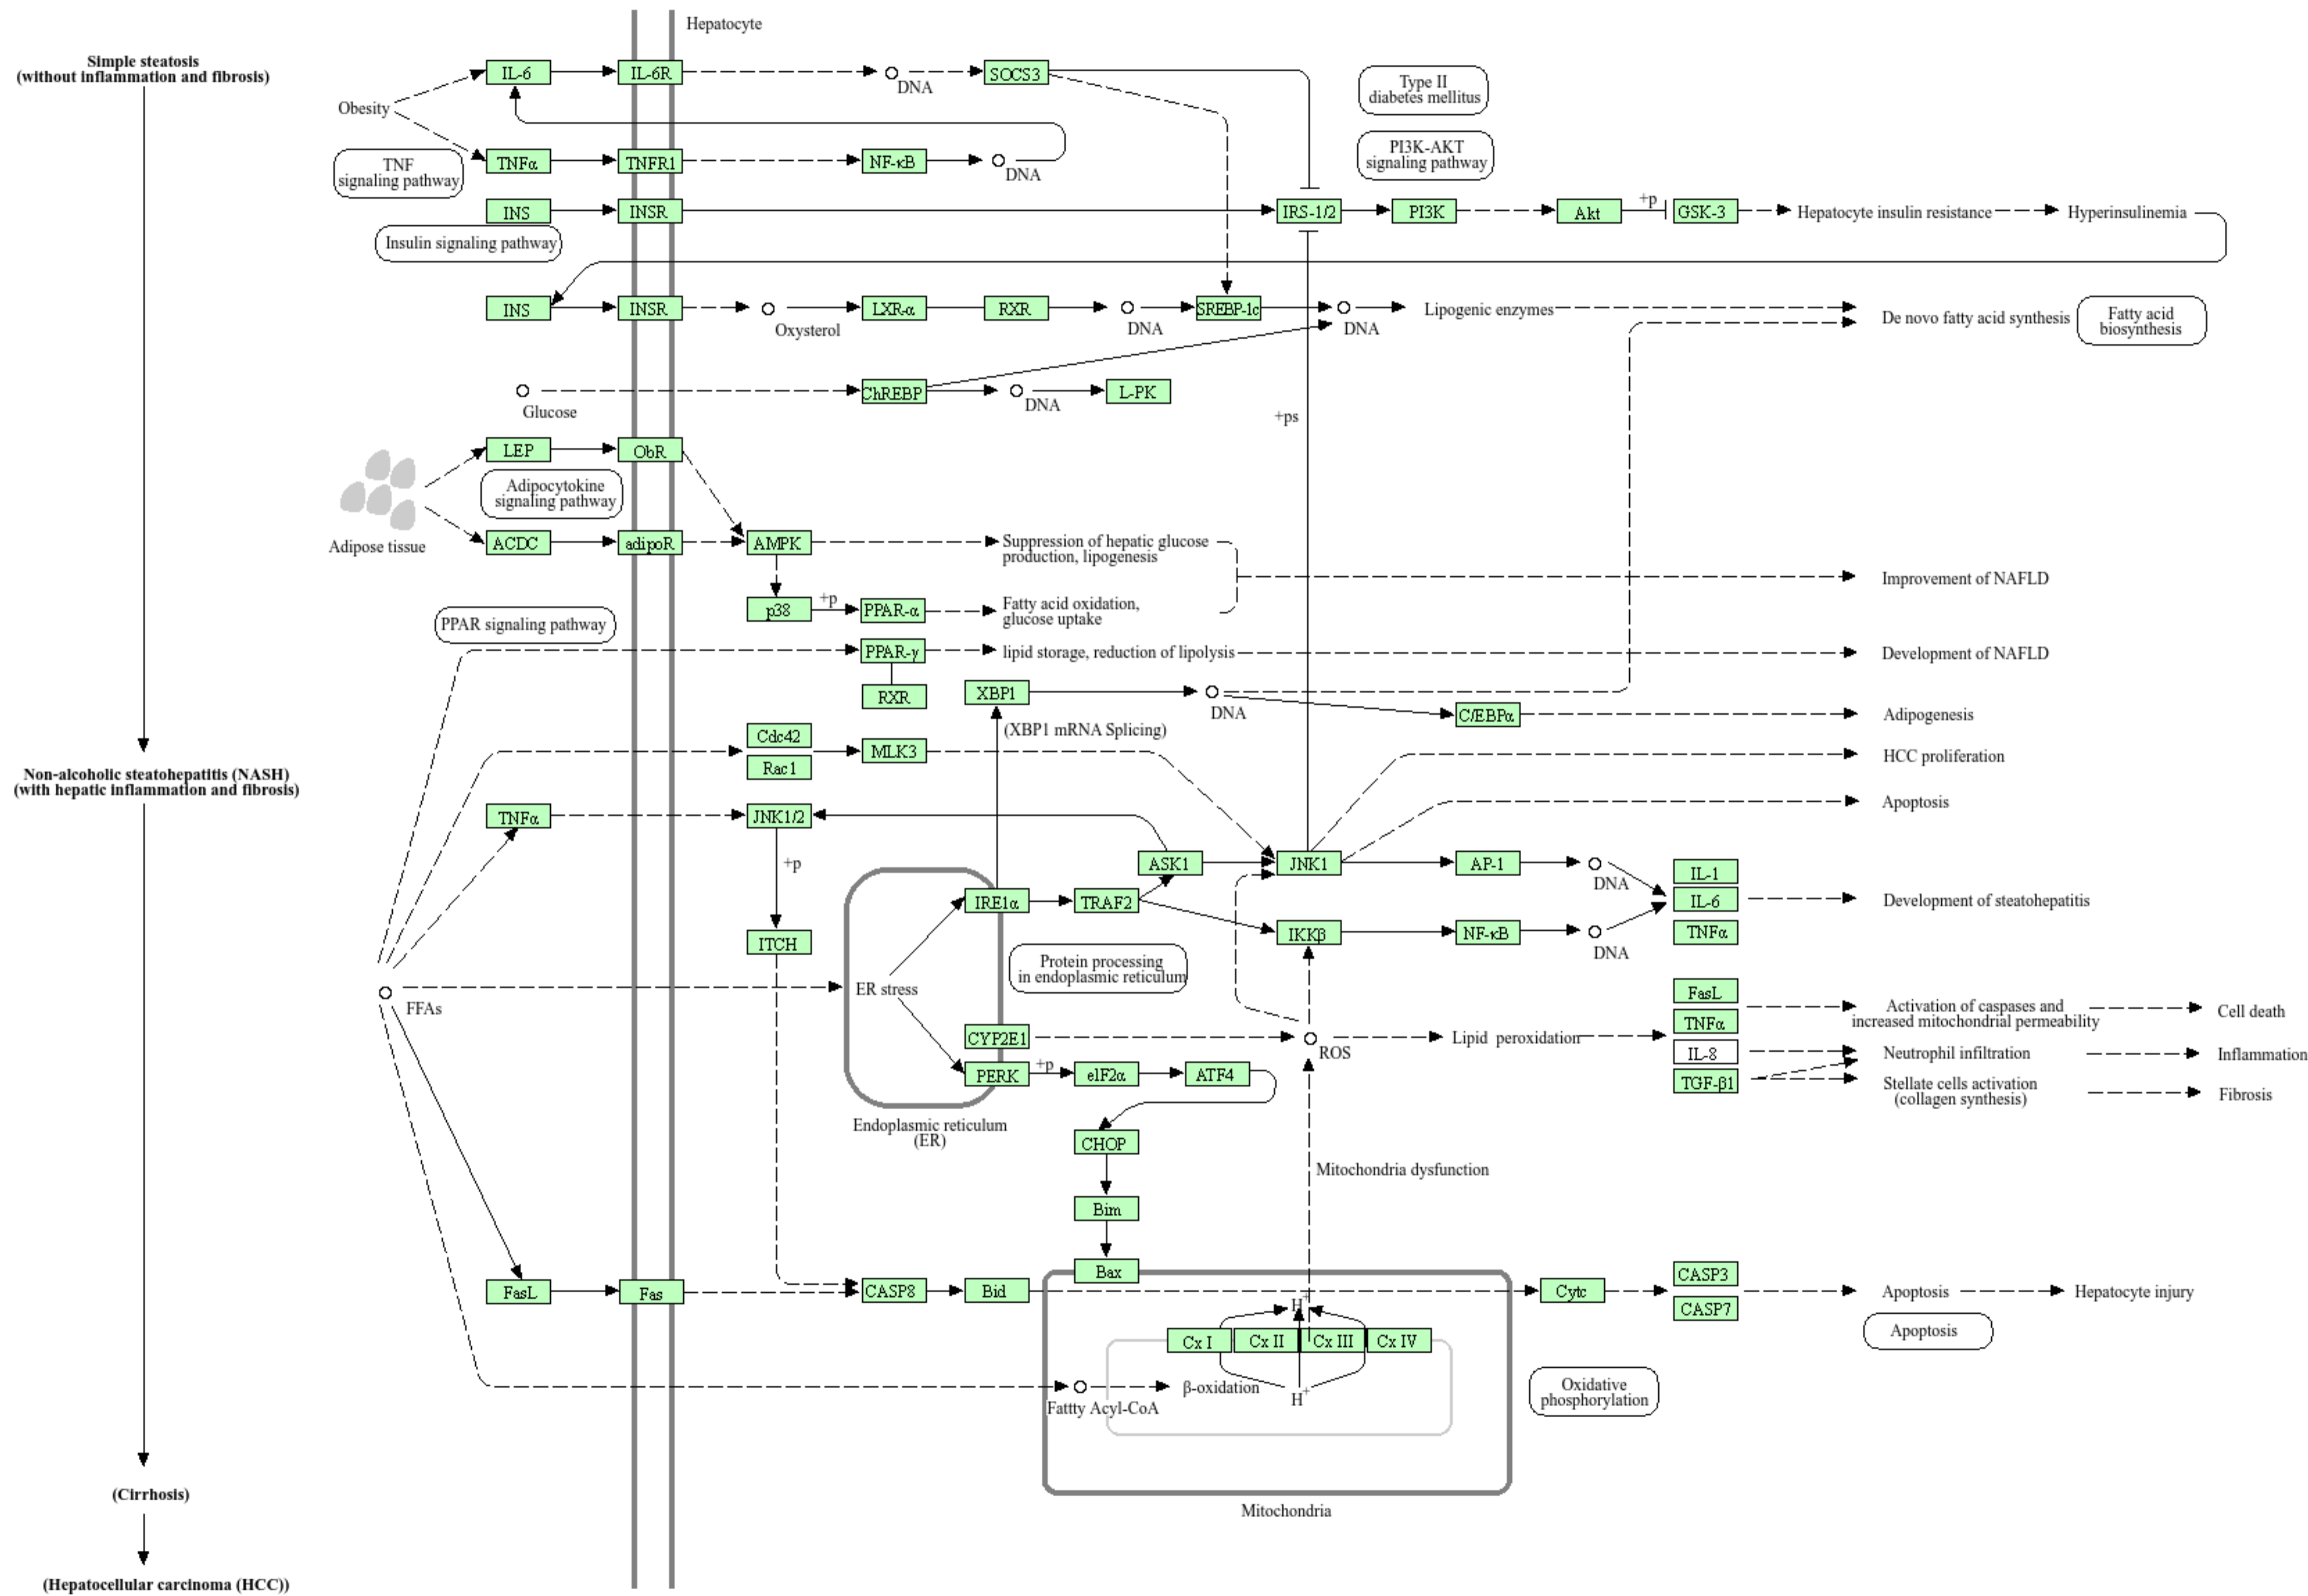 Hepatocyte
Simple steatosis
(without inflammation and fibrosis)
IL-6
IL-6R
DNA
SOCS3
Type II
diabetes mellitus
Obesity
TNF
signaling pathway
TNFα
TNFR1
NF-κB
DNA
PI3K-AKT
signaling pathway
INS
INSR
IRS-1/2
PI3K
Akt
+p
GSK-3
Hepatocyte insulin resistance
Hyperinsulinemia
Insulin signaling pathway
INS
INSR
Oxysterol
LXR-α
RXR
DNA
SREBP-1c
DNA
Lipogenic enzymes
De novo fatty acid synthesis
Fatty acid
biosynthesis
Glucose
ChREBP
DNA
L-PK
+ps
LEP
ObR
Adipocytokine
signaling pathway
Adipose tissue
ACDC
adipoR
AMPK
Suppression of hepatic glucose
production, lipogenesis
Improvement of NAFLD
p38
+p
PPAR-α
Fatty acid oxidation,
glucose uptake
PPAR signaling pathway
PPAR-γ
lipid storage, reduction of lipolysis
Development of NAFLD
RXR
XBP1
DNA
(XBP1 mRNA Splicing)
C/EBPα
Adipogenesis
Cdc42
Rac1
MLK3
HCC proliferation
Non-alcoholic steatohepatitis (NASH)
(with hepatic inflammation and fibrosis)
Apoptosis
TNFα
JNK1/2
+p
ASK1
JNK1
AP-1
DNA
IL-1
IL-6
TNFα
Development of steatohepatitis
IRE1α
TRAF2
IKKβ
NF-κB
DNA
ITCH
Protein processing
in endoplasmic reticulum
ER stress
FFAs
CYP2E1
ROS
Lipid peroxidation
FasL
TNFα
IL-8
TGF-β1
Activation of caspases and
increased mitochondrial permeability
Cell death
Neutrophil infiltration
Inflammation
Stellate cells activation
(collagen synthesis)
Fibrosis
PERK
+p
eIF2α
ATF4
Endoplasmic reticulum
(ER)
CHOP
Mitochondria dysfunction
Bim
Bax
FasL
Fas
CASP8
Bid
Cytc
CASP3
CASP7
Apoptosis
Hepatocyte injury
Apoptosis
H+
Cx I
Cx II
Cx III
Cx IV
β-oxidation
H+
Fattty Acyl-CoA
Oxidative
phosphorylation
Mitochondria
(Cirrhosis)
(Hepatocellular carcinoma (HCC))